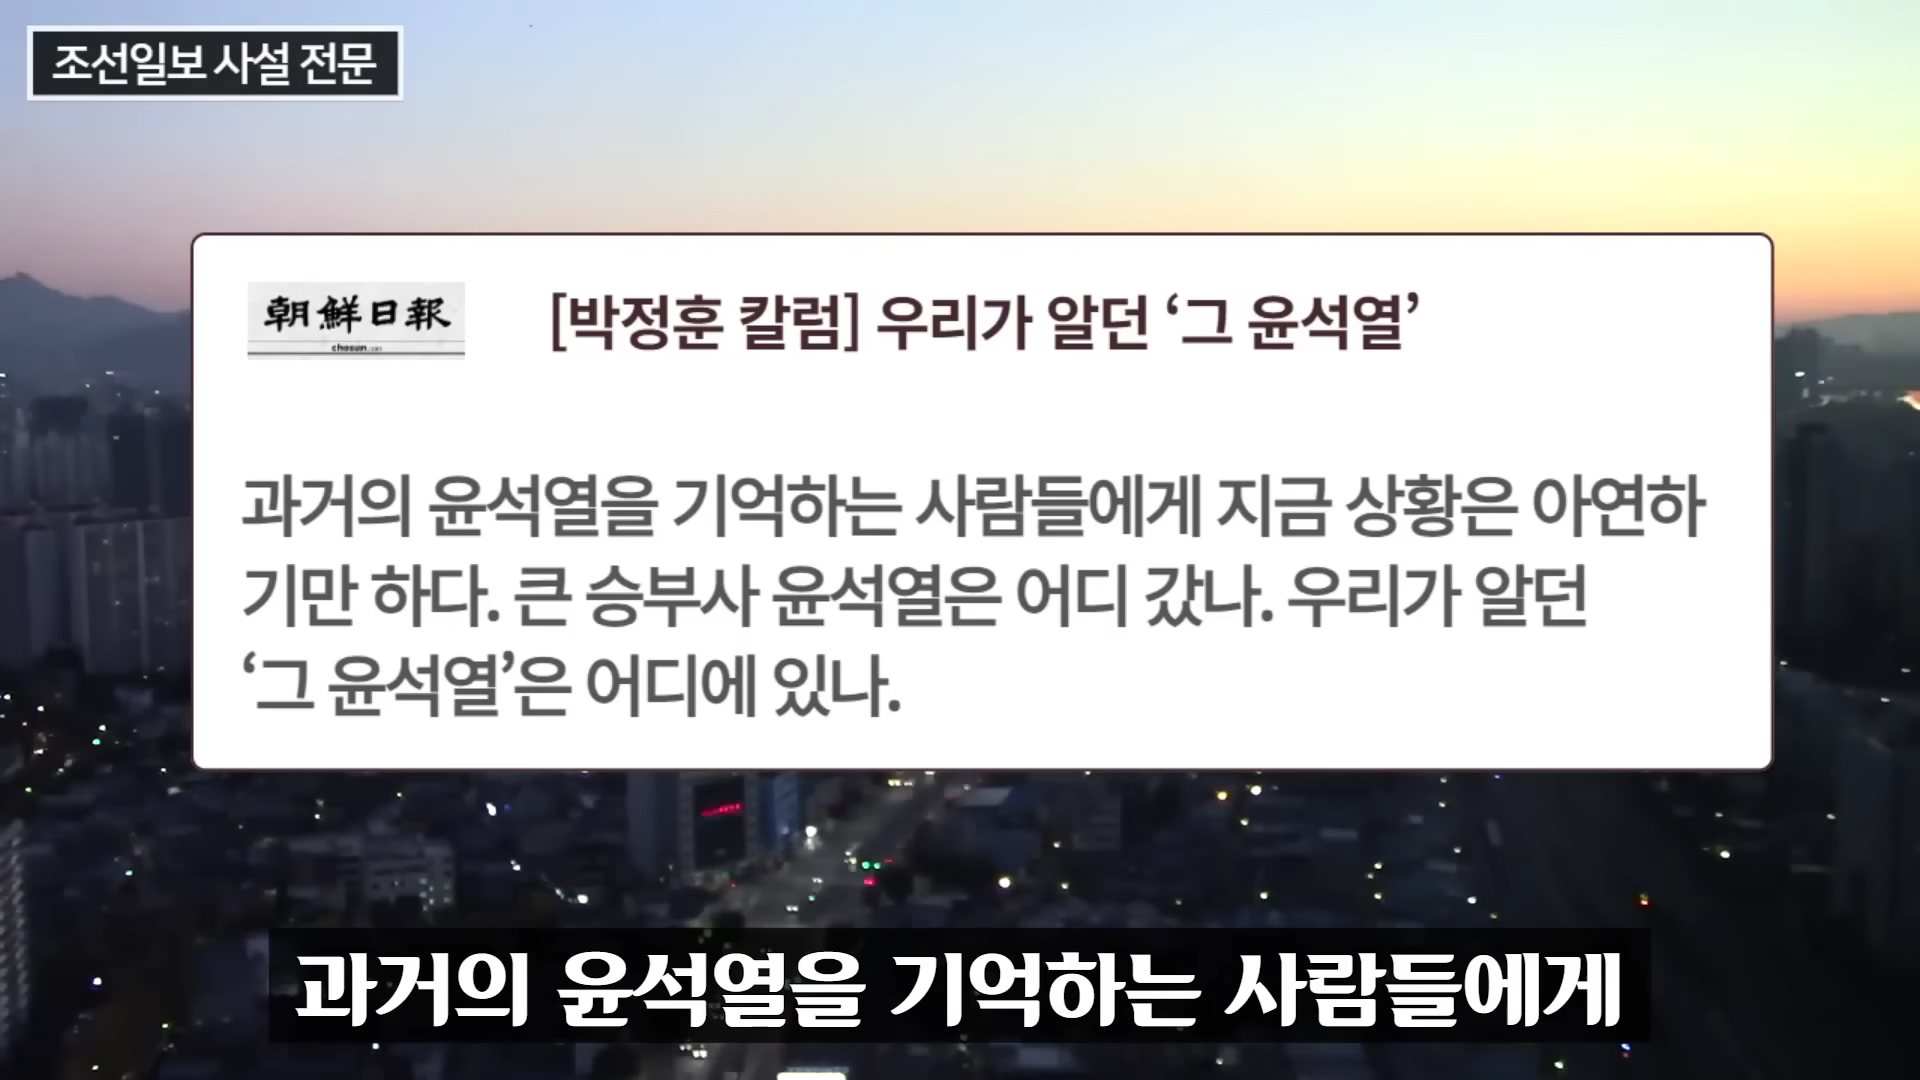 조선일보 사설 전문
朝鮮日報
chosun.com
[박정훈 칼럼] 우리가 알던 ‘그 윤석열’
과거의 윤석열을 기억하는 사람들에게 지금 상황은 아연하
기만 하다. 큰 승부사 윤석열은 어디 갔나. 우리가 알던
‘그 윤석열’은 어디에 있나.
과거의 윤석열을 기억하는 사람들에게